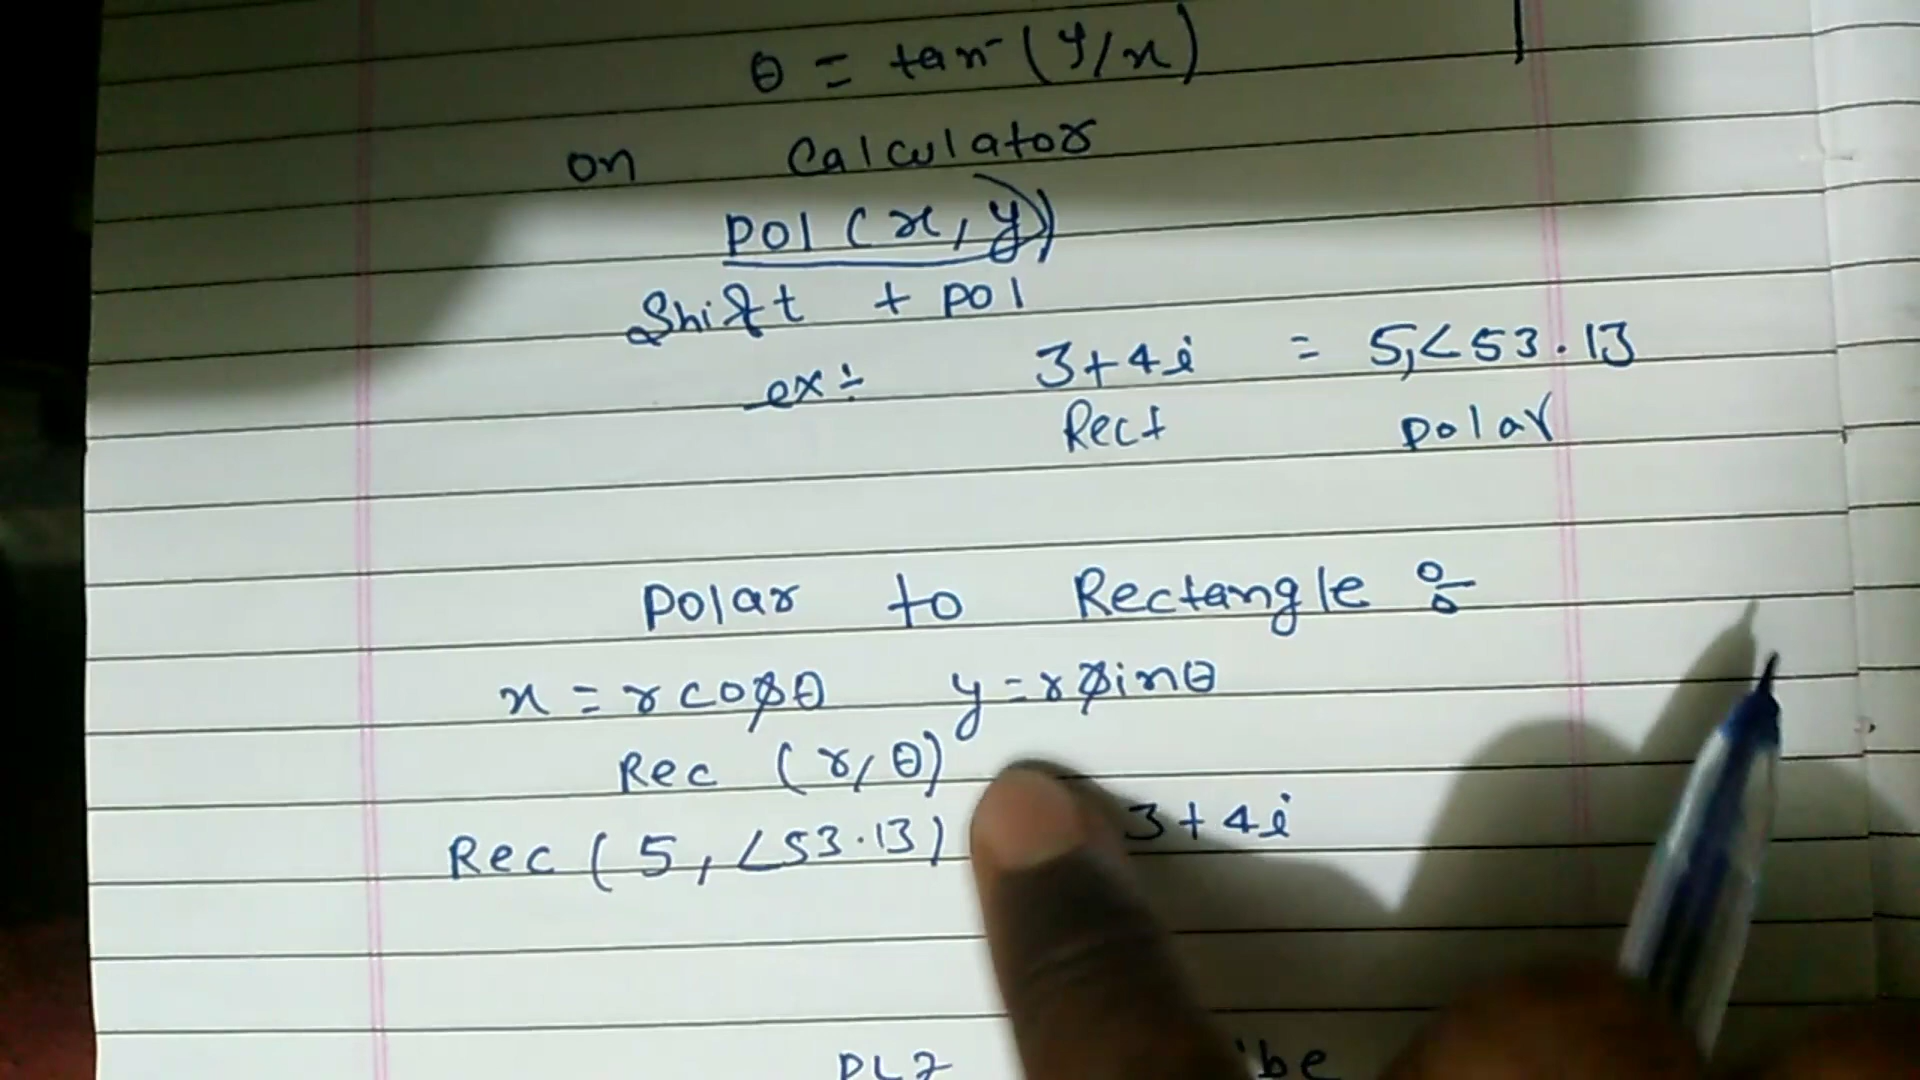 θ = tan⁻(y/x)
on Calculator
pol (x, y)
Shift + pol
ex ÷ 3+4i = 5,∠53.13
Rect polar
Polar to Rectangle ÷
x = r cosθ y = r sinθ
Rec (r, θ)
Rec (5, ∠53.13) 3+4i